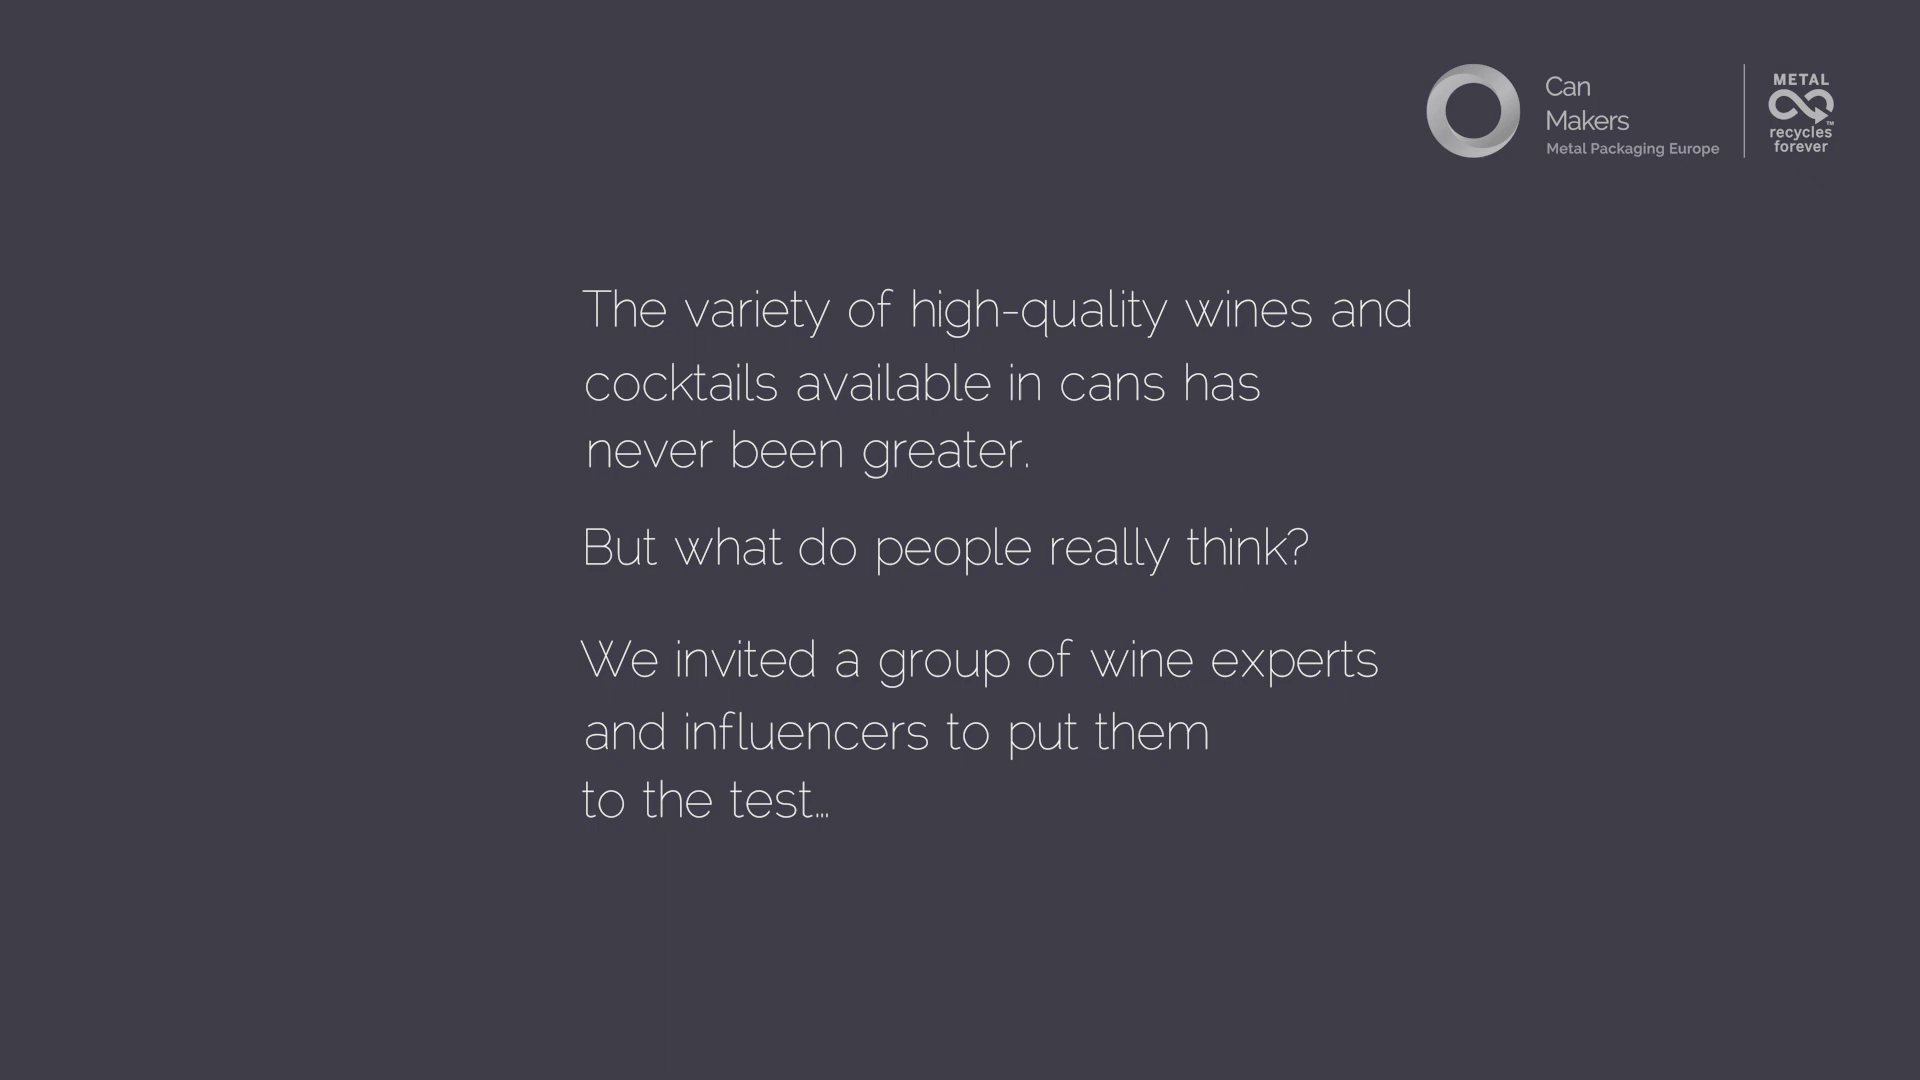 Can
Makers
Metal Packaging Europe
METAL
™
recycles
forever
The variety of high-quality wines and
cocktails available in cans has
never been greater.
But what do people really think?
We invited a group of wine experts
and influencers to put them
to the test...